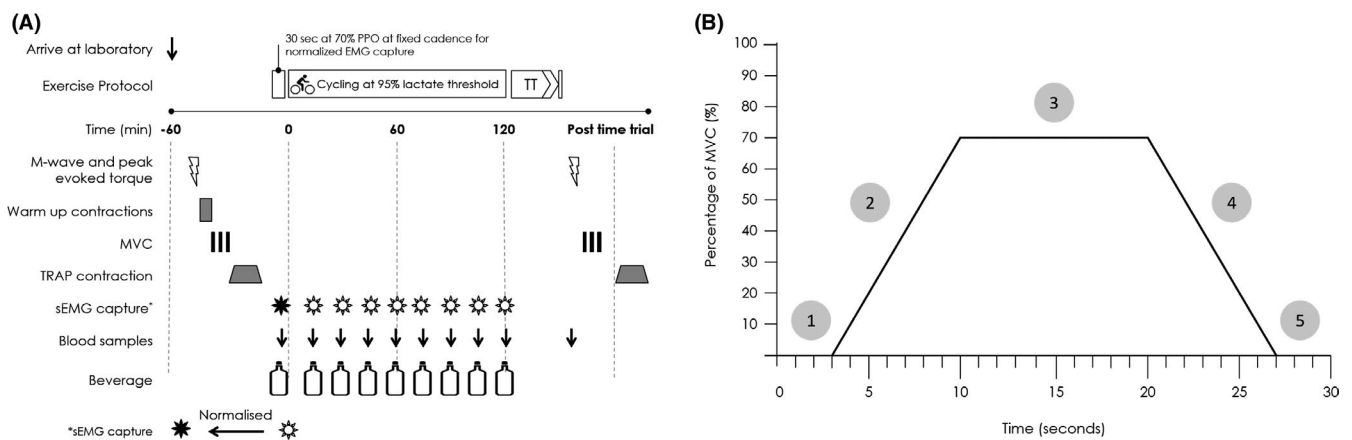 (A)
Arrive at laboratory
30 sec at 70% PPO at fixed cadence for
normalized EMG capture
Exercise Protocol
Cycling at 95% lactate threshold
TT
Time (min)
-60
0
60
120
Post time trial
M-wave and peak
evoked torque
Warm up contractions
MVC
TRAP contraction
sEMG capture*
Blood samples
Beverage
Normalised
*sEMG capture
(B)
Percentage of MVC (%)
100
90
80
70
60
50
40
30
20
10
1
2
3
4
5
0
5
10
15
20
25
30
Time (seconds)